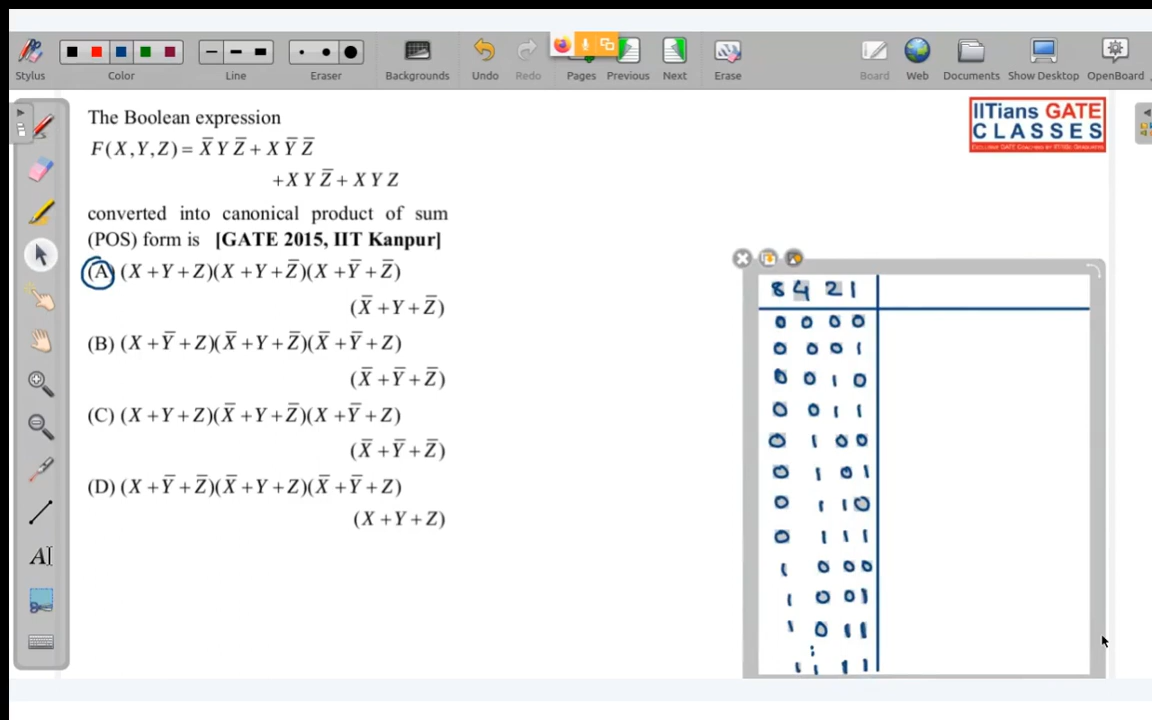 Stylus Color Line Eraser Backgrounds Undo Redo Pages Previous Next Erase Board Web Documents Show Desktop OpenBoard
The Boolean expression
F(X,Y,Z) = X̅ Y Z̅ + X Y̅ Z̅
+X Y Z̅ + X Y Z
converted into canonical product of sum
(POS) form is [GATE 2015, IIT Kanpur]
(A) (X +Y + Z)(X +Y + Z̅)(X + Y̅ + Z̅)
(X̅ +Y + Z̅)
(B) (X + Y̅ + Z)(X̅ +Y + Z̅)(X̅ + Y̅ + Z)
(X̅ + Y̅ + Z̅)
(C) (X +Y + Z)(X̅ +Y + Z̅)(X + Y̅ + Z)
(X̅ + Y̅ + Z̅)
(D) (X + Y̅ + Z̅)(X̅ +Y + Z)(X̅ + Y̅ + Z)
(X +Y + Z)
IITians GATE
CLASSES
8 4 2 1
0 0 0 0
0 0 0 1
0 0 1 0
0 0 1 1
0 1 0 0
0 1 0 1
0 1 1 0
0 1 1 1
1 0 0 0
1 0 0 1
1 0 1 1
:
1 1 1 1
A